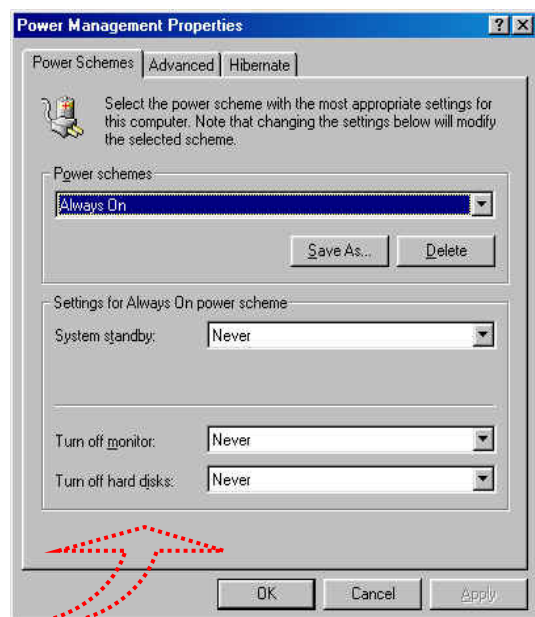 Power Management Properties
Power Schemes Advanced Hibernate
Select the power scheme with the most appropriate settings for
this computer. Note that changing the settings below will modify
the selected scheme.
Power schemes
Always On
Save As... Delete
Settings for Always On power scheme
System standby: Never
Turn off monitor: Never
Turn off hard disks: Never
OK Cancel Apply